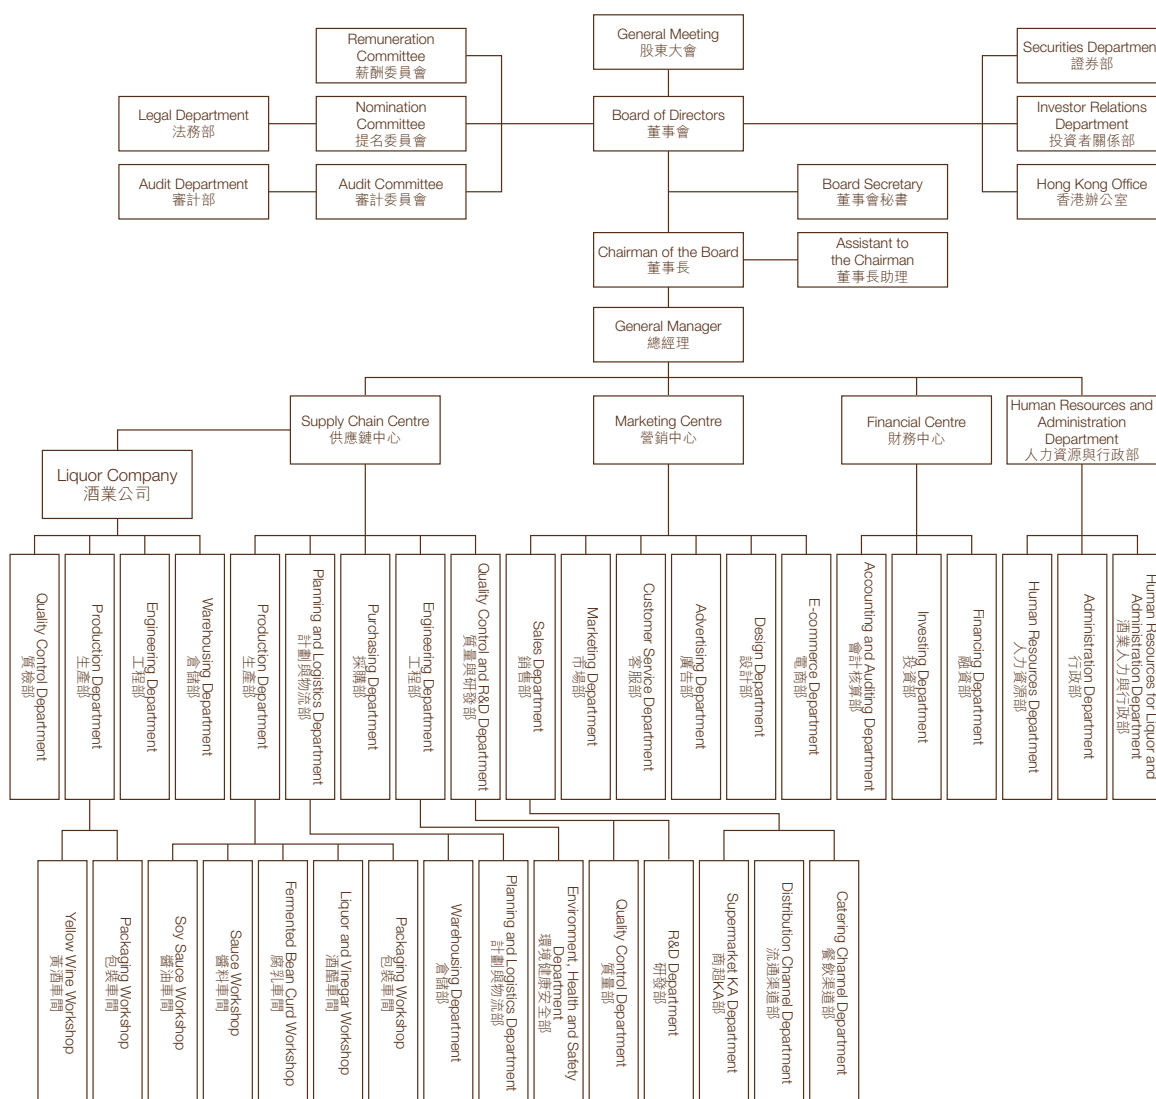 General Meeting
股東大會
Remuneration
Committee
薪酬委員會
Securities Department
證券部
Legal Department
法務部
Nomination
Committee
提名委員會
Board of Directors
董事會
Investor Relations
Department
投資者關係部
Audit Department
審計部
Audit Committee
審計委員會
Board Secretary
董事會秘書
Hong Kong Office
香港辦公室
Chairman of the Board
董事長
Assistant to
the Chairman
董事長助理
General Manager
總經理
Supply Chain Centre
供應鏈中心
Marketing Centre
營銷中心
Financial Centre
財務中心
Human Resources and
Administration
Department
人力資源與行政部
Liquor Company
酒業公司
Quality Control Department
質檢部
Production Department
生產部
Engineering Department
工程部
Warehousing Department
倉儲部
Production Department
生產部
Planning and Logistics Department
計劃與物流部
Purchasing Department
採購部
Engineering Department
工程部
Quality Control and R&D Department
質量與研發部
Sales Department
銷售部
Marketing Department
市場部
Customer Service Department
客服部
Advertising Department
廣告部
Design Department
設計部
E-commerce Department
電商部
Accounting and Auditing Department
會計核算部
Investing Department
投資部
Financing Department
融資部
Human Resources Department
人力資源部
Administration Department
行政部
Human Resources for Liquor and
Administration Department
酒業人力與行政部
Yellow Wine Workshop
黃酒車間
Packaging Workshop
包裝車間
Soy Sauce Workshop
醬油車間
Sauce Workshop
醬料車間
Fermented Bean Curd Workshop
腐乳車間
Liquor and Vinegar Workshop
酒醋車間
Packaging Workshop
包裝車間
Warehousing Department
倉儲部
Planning and Logistics Department
計劃與物流部
Environment, Health and Safety
Department
環境健康安全部
Quality Control Department
質量部
R&D Department
研發部
Supermarket KA Department
商超KA部
Distribution Channel Department
流通渠道部
Catering Channel Department
餐飲渠道部